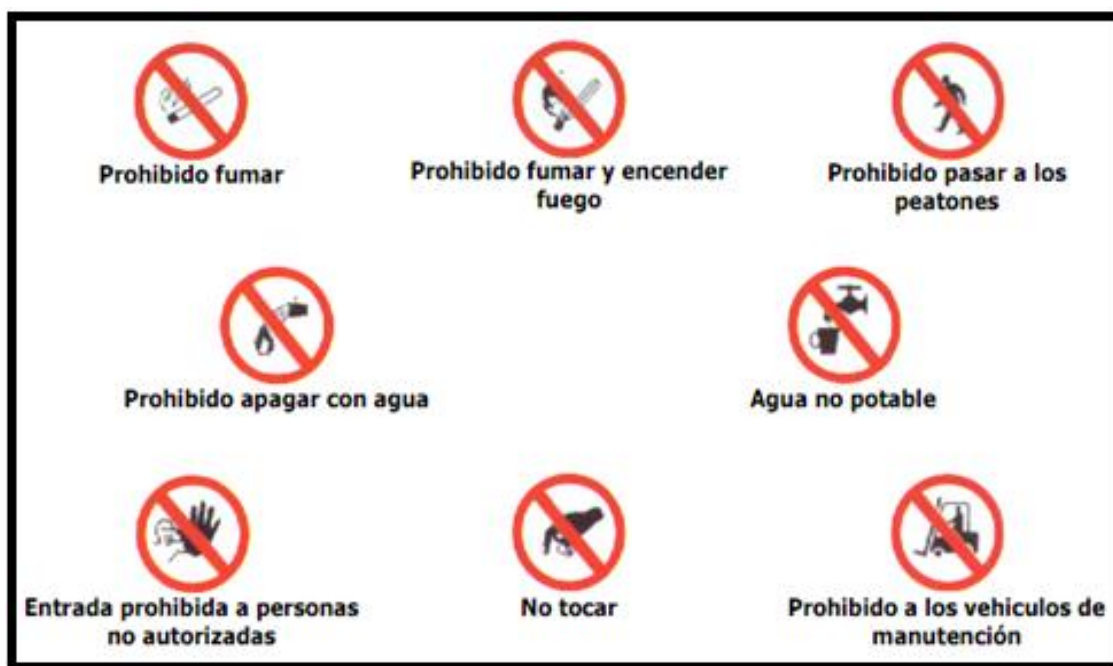 Prohibido fumar
Prohibido fumar y encender
fuego
Prohibido pasar a los
peatones
Prohibido apagar con agua
Agua no potable
Entrada prohibida a personas
no autorizadas
No tocar
Prohibido a los vehiculos de
manutención